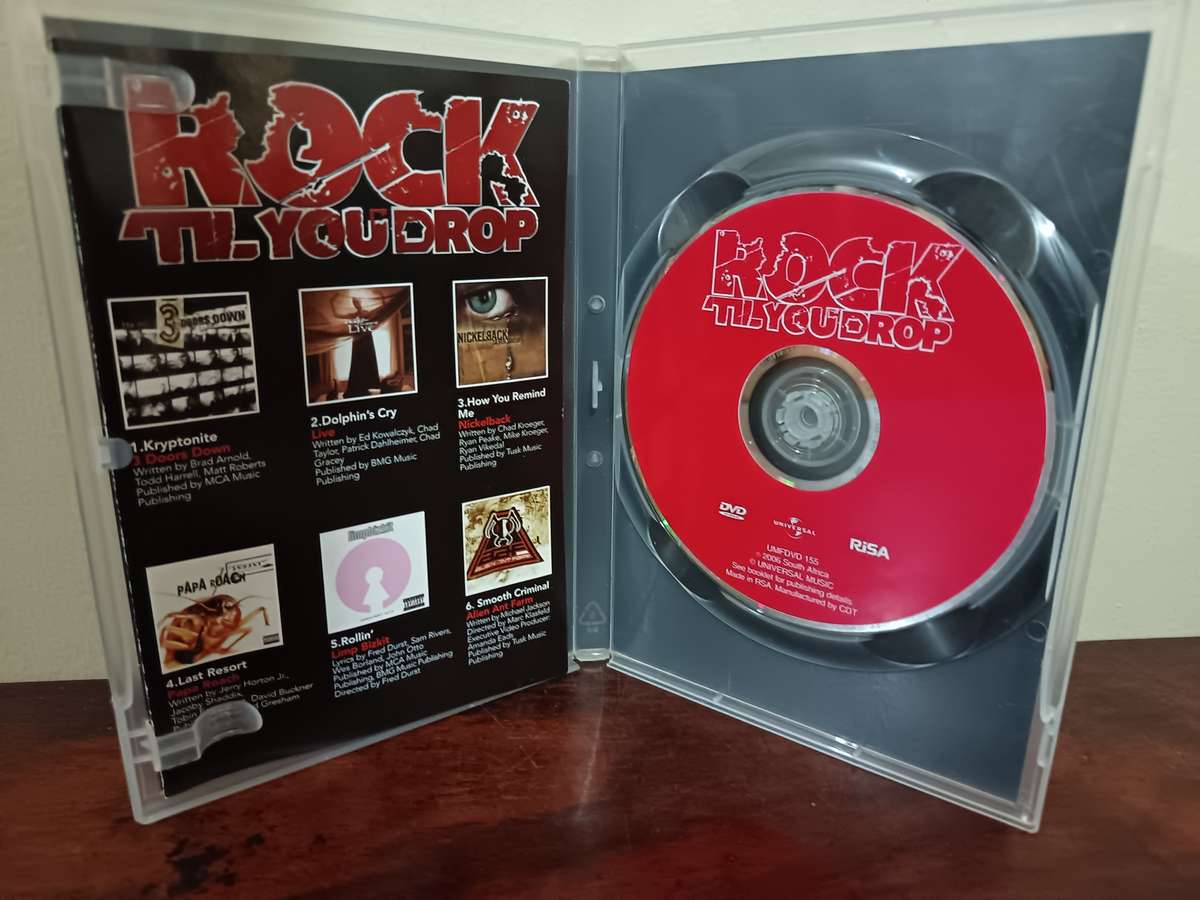 ROCK
'TIL YOU DROP
3 DOORS DOWN
LIVE
NICKELBACK
1.Kryptonite
3 Doors Down
Written by Brad Arnold,
Todd Harrell, Matt Roberts
Published by MCA Music
Publishing
2.Dolphin's Cry
Live
Written by Ed Kowalczyk, Chad
Taylor, Patrick Dahlheimer, Chad
Gracey
Published by BMG Music
Publishing
3.How You Remind
Me
Nickelback
Written by Chad Kroeger,
Ryan Peake, Mike Kroeger,
Ryan Vikedal
Published by Tusk Music
Publishing
PAPA ROACH
limpbizkit
4.Last Resort
Papa Roach
Written by Jerry Horton Jr.,
Jacoby Shaddix, David Buckner
Gresham
5.Rollin'
Limp Bizkit
Lyrics by Fred Durst, Sam Rivers,
Wes Borland, John Otto
Published by MCA Music
Publishing, BMG Music Publishing
Directed by Fred Durst
6. Smooth Criminal
Alien Ant Farm
Written by Michael Jackson
Directed by Marc Klasfeld
Executive Video Producer:
Amanda Eads
Published by Tusk Music
Publishing
ROCK
'TIL YOU DROP
DVD
UNIVERSAL
RiSA
UMFDVD 155
℗ 2006 South Africa
© UNIVERSAL MUSIC
See booklet for publishing details
Made in RSA. Manufactured by CDT